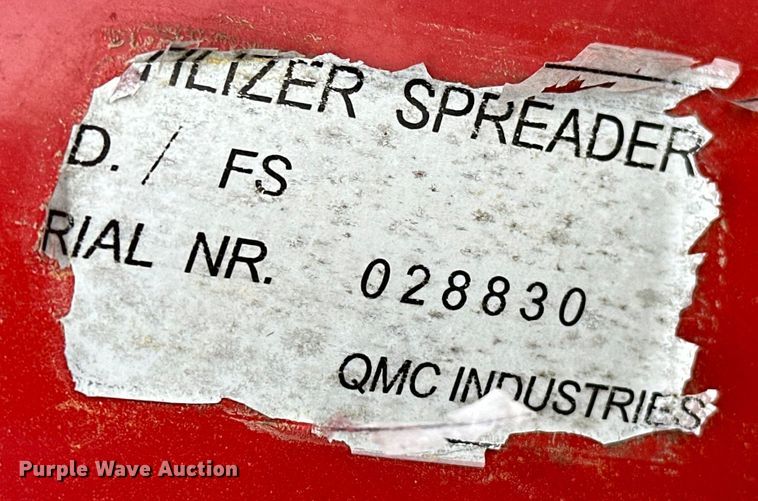 TILIZER SPREADER
D. / FS
RIAL NR. 028830
QMC INDUSTRIES
Purple Wave Auction